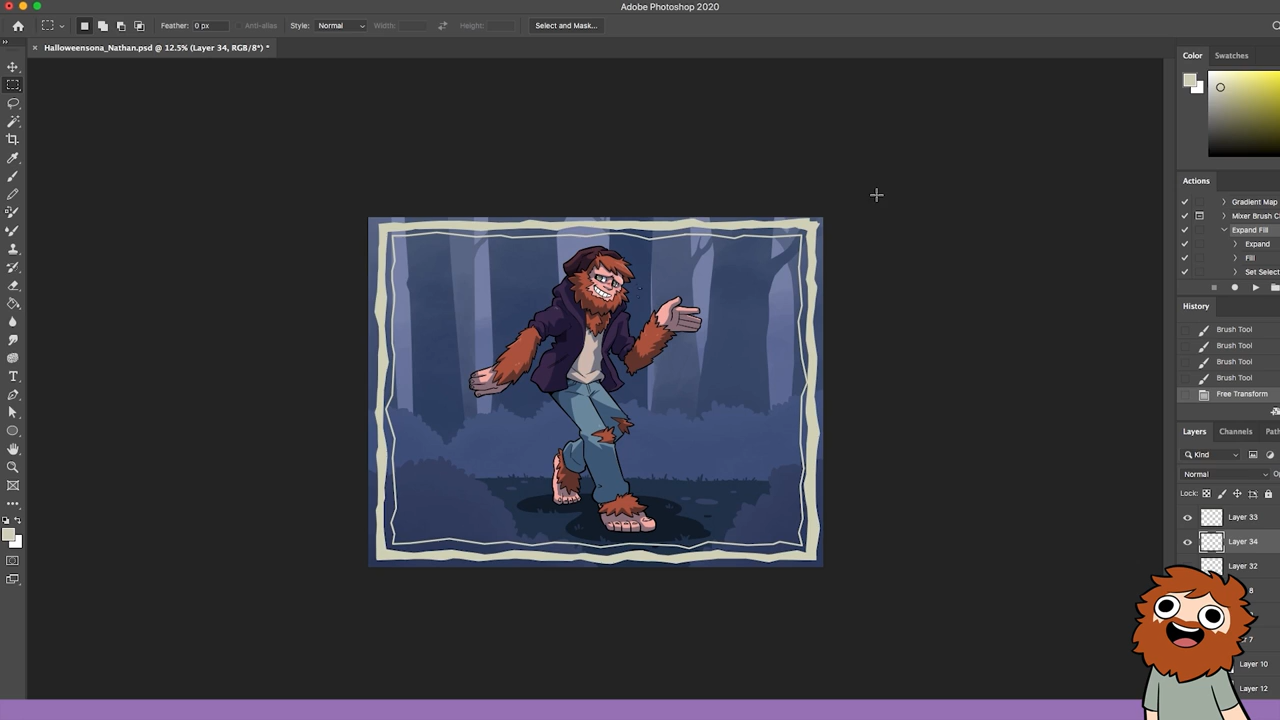 Adobe Photoshop 2020
Feather: 0 px Anti-alias Style: Normal Width: Height: Select and Mask...
× Halloweensona_Nathan.psd @ 12.5% (Layer 34, RGB/8*) *
Color Swatches
Actions
Gradient Map
Mixer Brush C
Expand Fill
Expand
Fill
Set Select
History
Brush Tool
Brush Tool
Brush Tool
Brush Tool
Free Transform
Layers Channels Path
Kind
Normal Op
Lock:
Layer 33
Layer 34
Layer 32
8
7
Layer 10
Layer 12